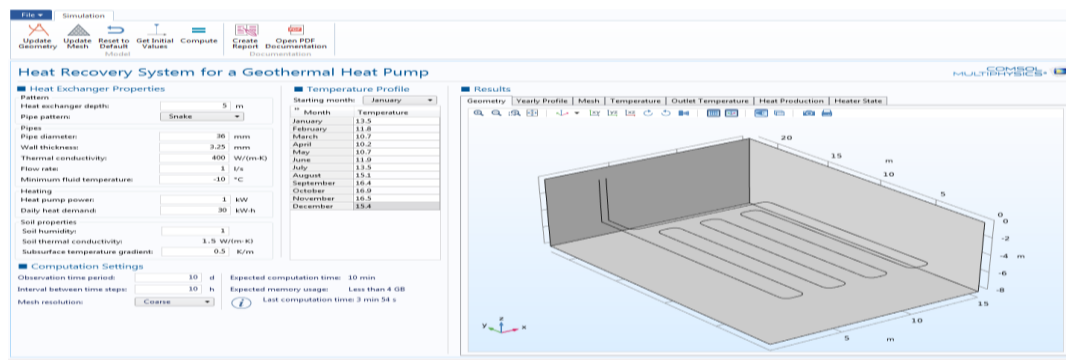 File
Simulation
Update Geometry
Update Mesh
Reset to Default
Get Initial Values
Compute
Create Report
Open PDF Documentation
Model
Documentation
Heat Recovery System for a Geothermal Heat Pump
COMSOL
MULTIPHYSICS®
Heat Exchanger Properties
Pattern
Heat exchanger depth: 5 m
Pipe pattern: Snake
Pipes
Pipe diameter: 36 mm
Wall thickness: 3.25 mm
Thermal conductivity: 400 W/(m·K)
Flow rate: 1 l/s
Minimum fluid temperature: -10 °C
Heating
Heat pump power: 1 kW
Daily heat demand: 30 kW·h
Soil properties
Soil humidity: 1
Soil thermal conductivity: 1.5 W/(m·K)
Subsurface temperature gradient: 0.5 K/m
Temperature Profile
Starting month: January
Month Temperature
January 13.5
February 11.8
March 10.7
April 10.2
May 10.7
June 11.9
July 13.5
August 15.1
September 16.4
October 16.9
November 16.5
December 15.4
Computation Settings
Observation time period: 10 d
Interval between time steps: 10 h
Mesh resolution: Coarse
Expected computation time: 10 min
Expected memory usage: Less than 4 GB
Last computation time: 3 min 54 s
Results
Geometry Yearly Profile Mesh Temperature Outlet Temperature Heat Production Heater State
20
15
m
10
5
0
0
-2
-4 m
-6
-8
15
10
m
5
z
y
x